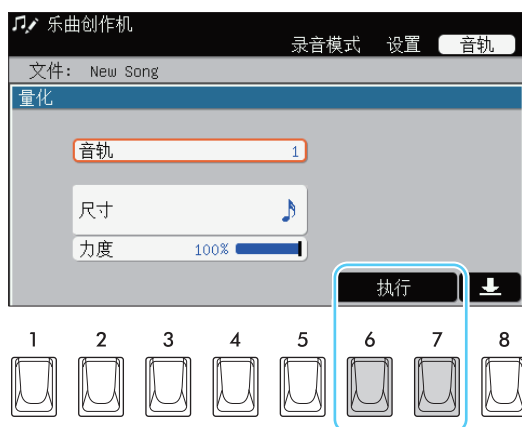 乐曲创作机
录音模式 设置 音轨
文件: New Song
量化
音轨 1
尺寸
力度 100%
执行
1 2 3 4 5 6 7 8